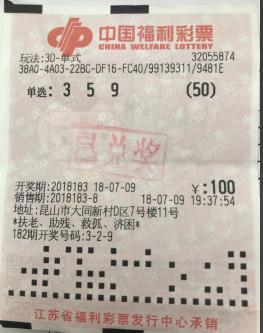 中国福利彩票
CHINA WELFARE LOTTERY
玩法:3D-单式 32055874
38A0-4A03-22BC-DF16-FC40/99139311/9481E
单选: 3 5 9 (50)
已兑奖
开奖期:2018183 18-07-09 ¥:100
销售期:2018183-8 18-07-09 19:37:54
地址:昆山市大同新村D区7号楼11号
*扶老、助残、救孤、济困*
182期开奖号码:3-2-9
江苏省福利彩票发行中心承销